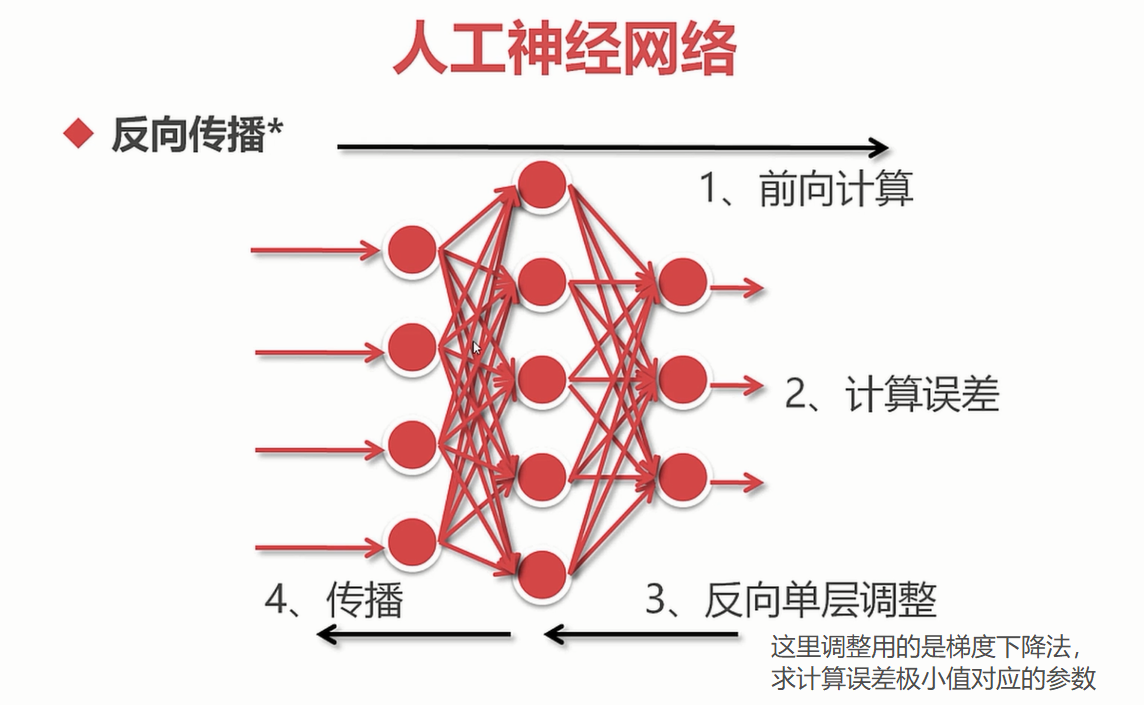 人工神经网络
反向传播*
1、前向计算
2、计算误差
4、传播
3、反向单层调整
这里调整用的是梯度下降法，
求计算误差极小值对应的参数